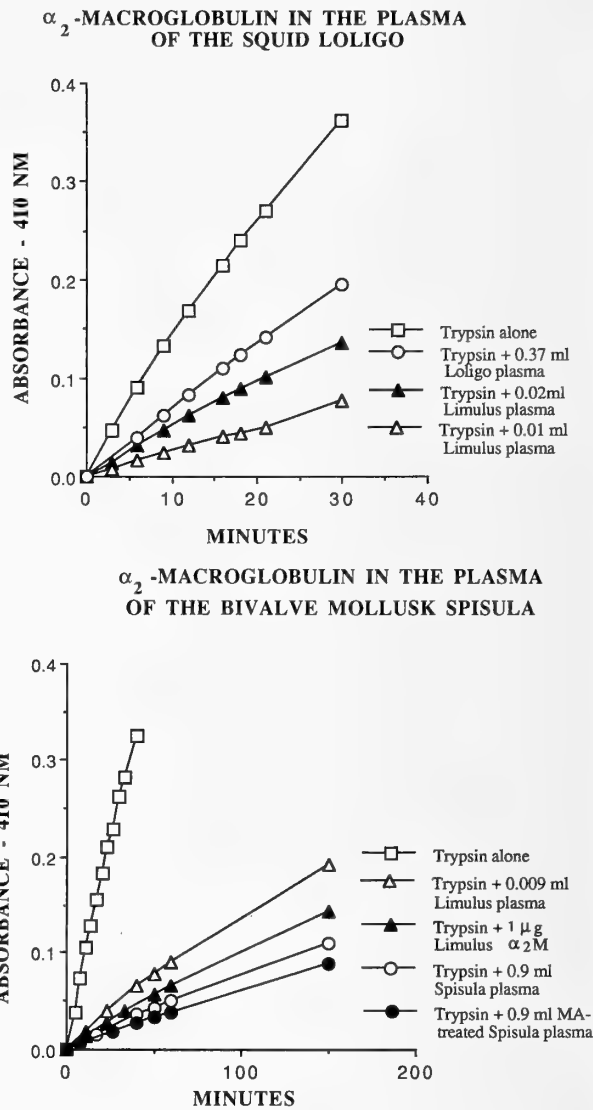 α2-MACROGLOBULIN IN THE PLASMA
OF THE SQUID LOLIGO
0.4
0.3
0.2
0.1
0.0
ABSORBANCE - 410 NM
0 10 20 30 40
MINUTES
Trypsin alone
Trypsin + 0.37 ml
Loligo plasma
Trypsin + 0.02ml
Limulus plasma
Trypsin + 0.01 ml
Limulus plasma
α2-MACROGLOBULIN IN THE PLASMA
OF THE BIVALVE MOLLUSK SPISULA
0.4
0.3
0.2
0.1
0.0
ABSORBANCE - 410 NM
0 100 200
MINUTES
Trypsin alone
Trypsin + 0.009 ml
Limulus plasma
Trypsin + 1 µg
Limulus α2M
Trypsin + 0.9 ml
Spisula plasma
Trypsin + 0.9 ml MA-
treated Spisula plasma